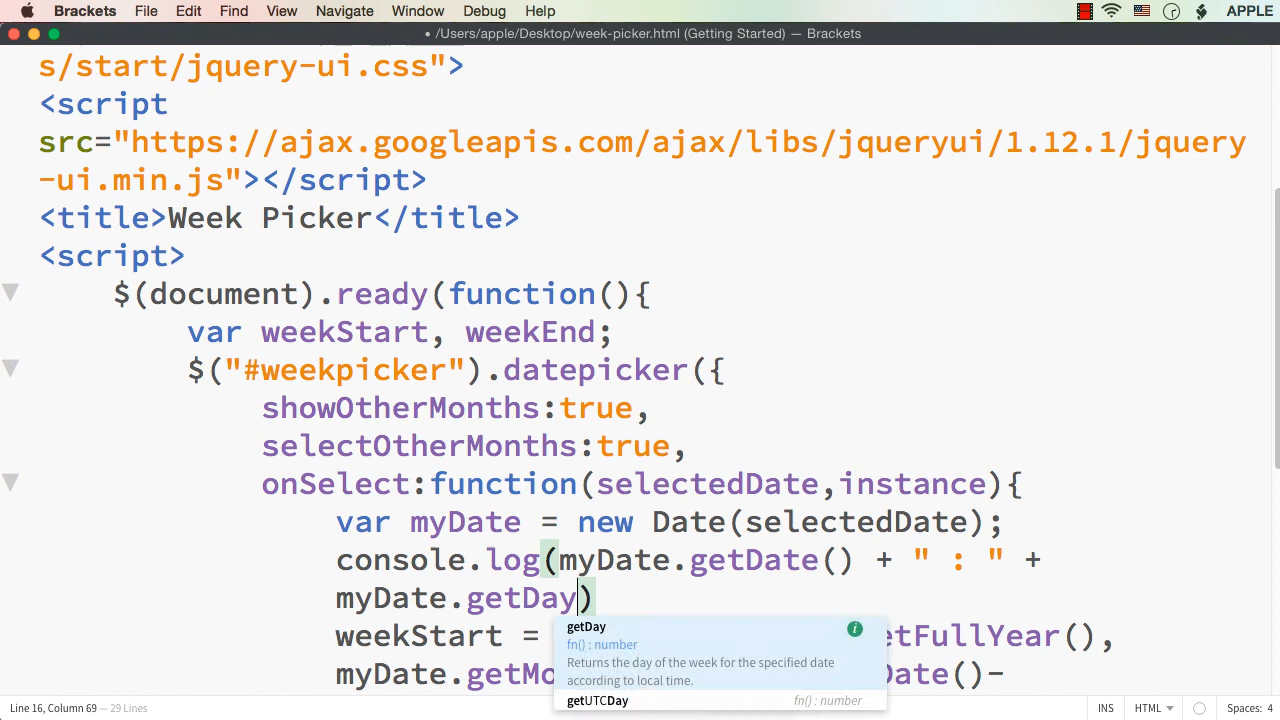 Brackets File Edit Find View Navigate Window Debug Help APPLE
• /Users/apple/Desktop/week-picker.html (Getting Started) — Brackets
s/start/jquery-ui.css">
<script
src="https://ajax.googleapis.com/ajax/libs/jqueryui/1.12.1/jquery
-ui.min.js"></script>
<title>Week Picker</title>
<script>
$(document).ready(function(){
var weekStart, weekEnd;
$("#weekpicker").datepicker({
showOtherMonths:true,
selectOtherMonths:true,
onSelect:function(selectedDate,instance){
var myDate = new Date(selectedDate);
console.log(myDate.getDate() + " : " +
myDate.getDay)
weekStart = etFullYear(),
myDate.getMo Date()-
getDay
fn() : number
Returns the day of the week for the specified date
according to local time.
getUTCDay fn() : number
Line 16, Column 69 — 29 Lines INS HTML Spaces: 4